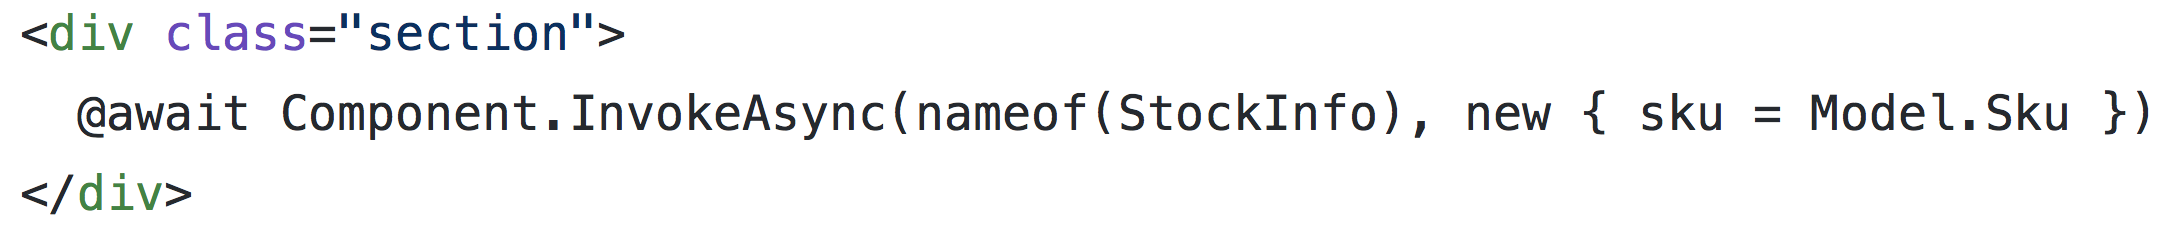 <div class="section">
  @await Component.InvokeAsync(nameof(StockInfo), new { sku = Model.Sku })
</div>